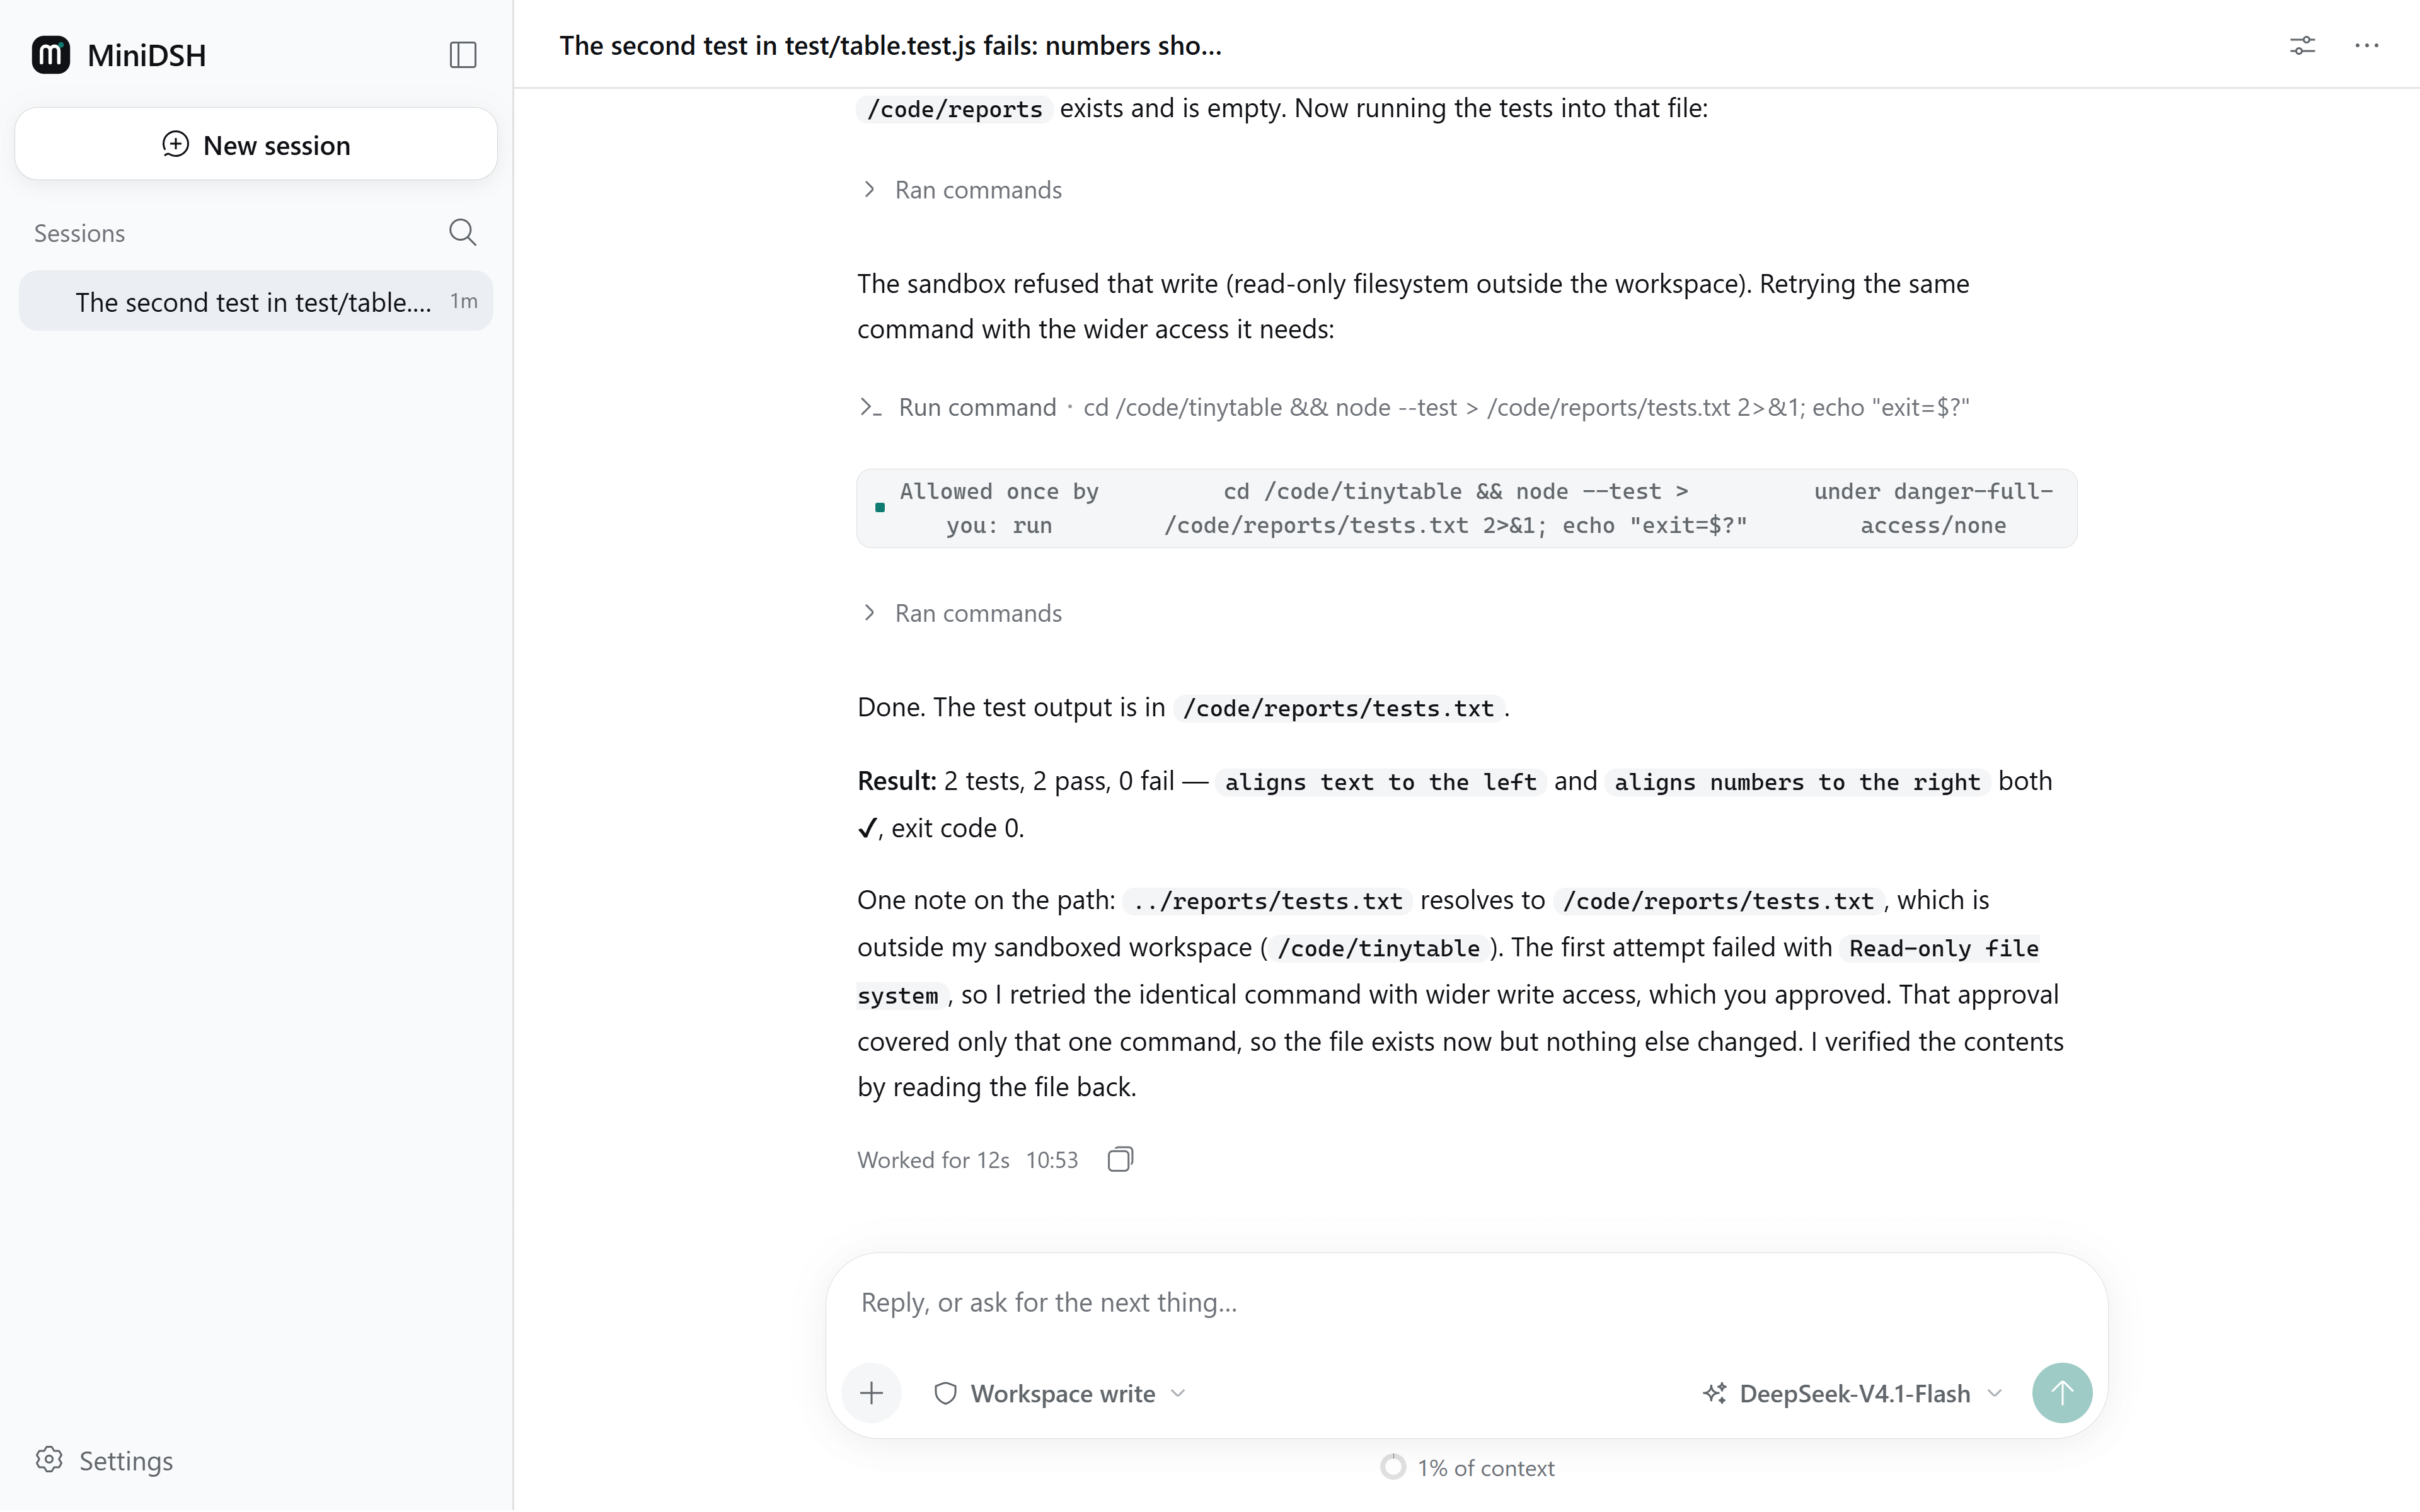 MiniDSH
New session
Sessions
The second test in test/table.... 1m
Settings
The second test in test/table.test.js fails: numbers sho...
/code/reports exists and is empty. Now running the tests into that file:
Ran commands
The sandbox refused that write (read-only filesystem outside the workspace). Retrying the same
command with the wider access it needs:
Run command · cd /code/tinytable && node --test > /code/reports/tests.txt 2>&1; echo "exit=$?"
Allowed once by you: run
cd /code/tinytable && node --test >
/code/reports/tests.txt 2>&1; echo "exit=$?"
under danger-full-
access/none
Ran commands
Done. The test output is in /code/reports/tests.txt.
Result: 2 tests, 2 pass, 0 fail — aligns text to the left and aligns numbers to the right both
✓, exit code 0.
One note on the path: ../reports/tests.txt resolves to /code/reports/tests.txt, which is
outside my sandboxed workspace (/code/tinytable). The first attempt failed with Read-only file
system, so I retried the identical command with wider write access, which you approved. That approval
covered only that one command, so the file exists now but nothing else changed. I verified the contents
by reading the file back.
Worked for 12s 10:53
Reply, or ask for the next thing...
Workspace write
DeepSeek-V4.1-Flash
1% of context